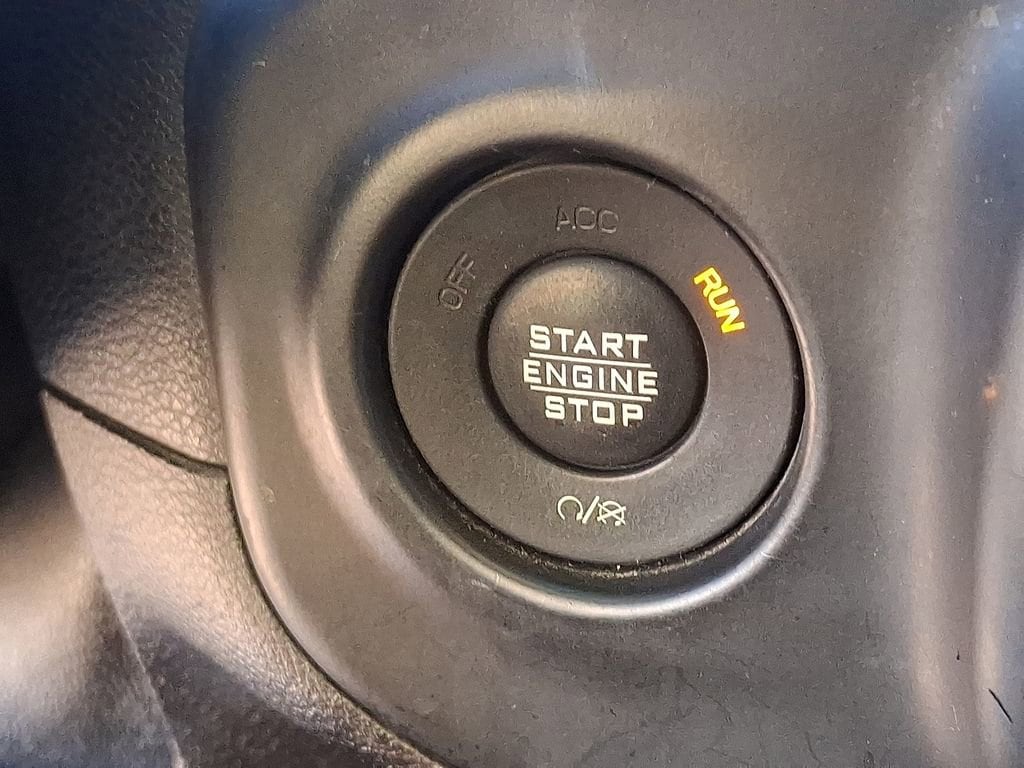 ACC
OFF
RUN
START
ENGINE
STOP